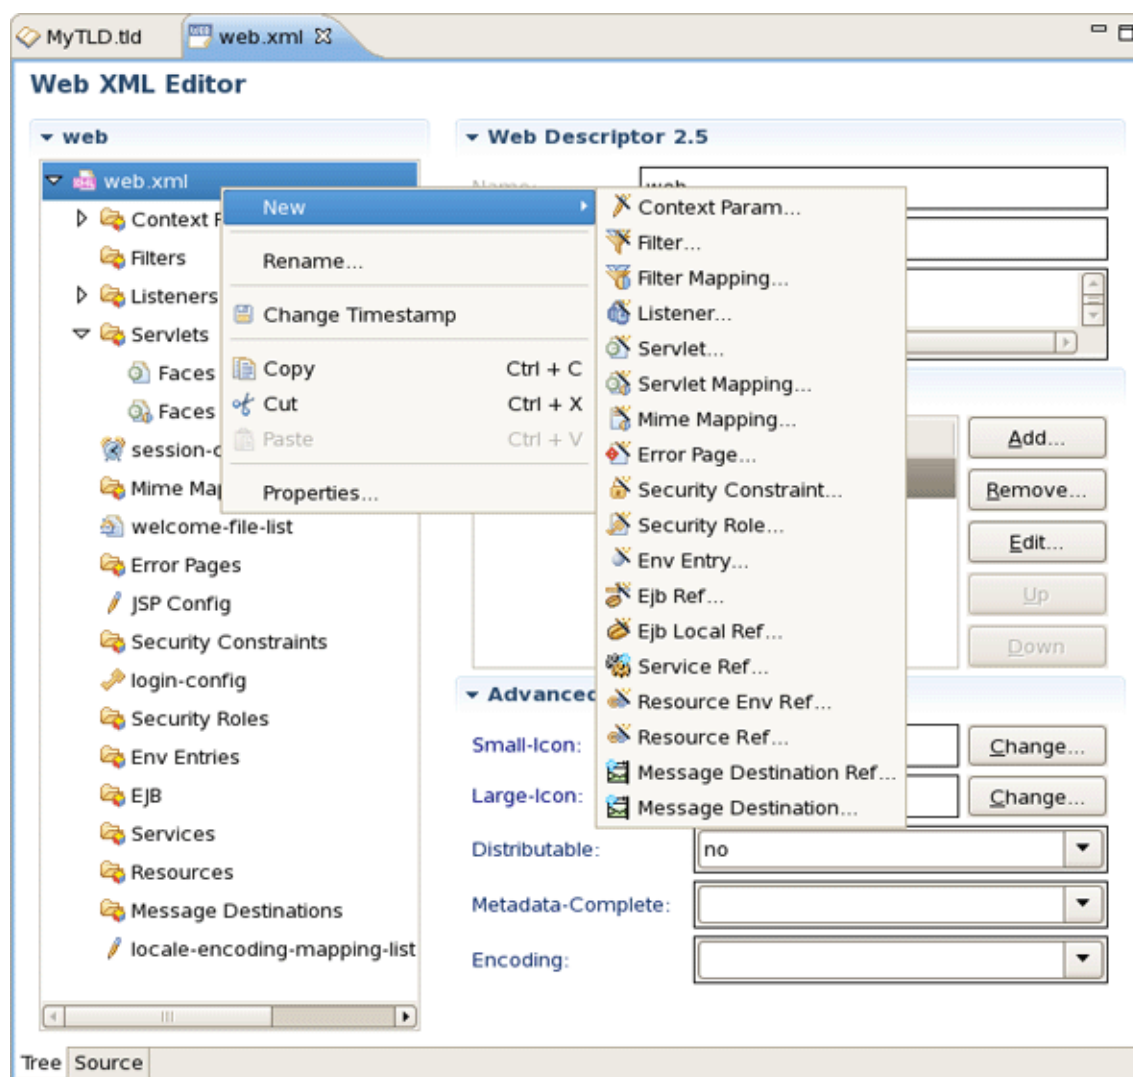 MyTLD.tld
web.xml
Web XML Editor
web
web.xml
Context
Filters
Listeners
Servlets
Faces
Faces
session-
Mime Ma
welcome-file-list
Error Pages
JSP Config
Security Constraints
login-config
Security Roles
Env Entries
EJB
Services
Resources
Message Destinations
locale-encoding-mapping-list
New
Rename...
Change Timestamp
Copy Ctrl + C
Cut Ctrl + X
Paste Ctrl + V
Properties...
Context Param...
Filter...
Filter Mapping...
Listener...
Servlet...
Servlet Mapping...
Mime Mapping...
Error Page...
Security Constraint...
Security Role...
Env Entry...
Ejb Ref...
Ejb Local Ref...
Service Ref...
Resource Env Ref...
Resource Ref...
Message Destination Ref...
Message Destination...
Web Descriptor 2.5
Name: web
Add...
Remove...
Edit...
Up
Down
Advanced
Small-Icon: Change...
Large-Icon: Change...
Distributable: no
Metadata-Complete:
Encoding:
Tree Source